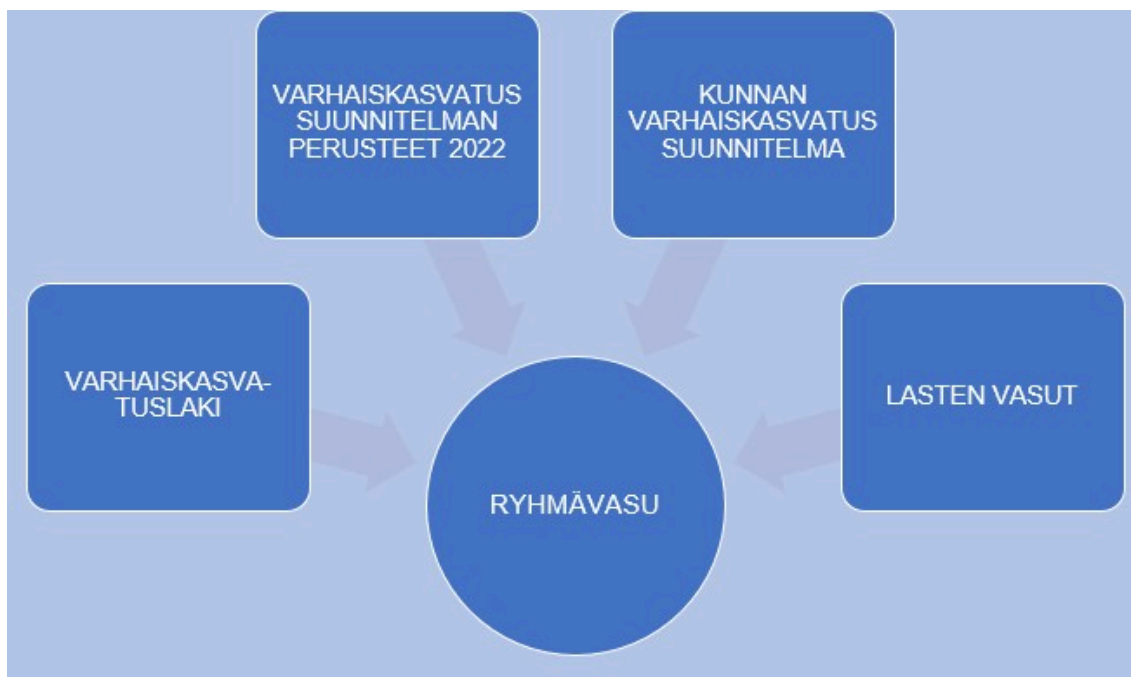 VARHAISKASVATUS
SUUNNITELMAN
PERUSTEET 2022
KUNNAN
VARHAISKASVATUS
SUUNNITELMA
VARHAISKASVA-
TUSLAKI
LASTEN VASUT
RYHMÄVASU